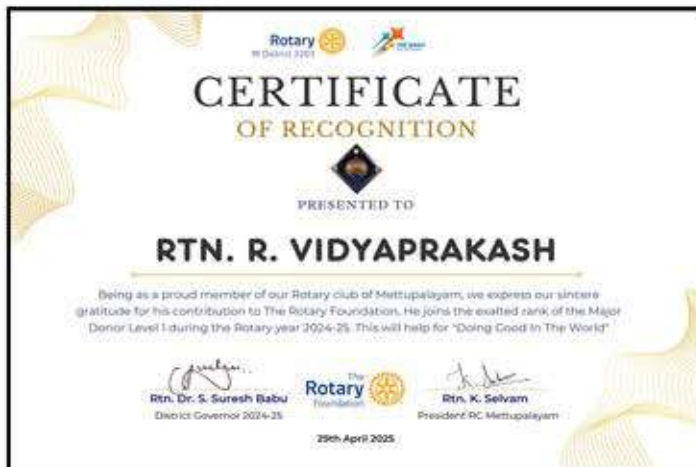 Rotary
RI District 3203
CERTIFICATE
OF RECOGNITION
PRESENTED TO
RTN. R. VIDYAPRAKASH
Being as a proud member of our Rotary club of Mettupalayam, we express our sincere
gratitude for his contribution to The Rotary Foundation. He joins the exalted rank of the Major
Donor Level 1 during the Rotary year 2024-25. This will help for "Doing Good In The World"
Rtn. Dr. S. Suresh Babu
District Governor 2024-25
The
Rotary
Foundation
Rtn. K. Selvam
President RC Mettupalayam
29th April 2025